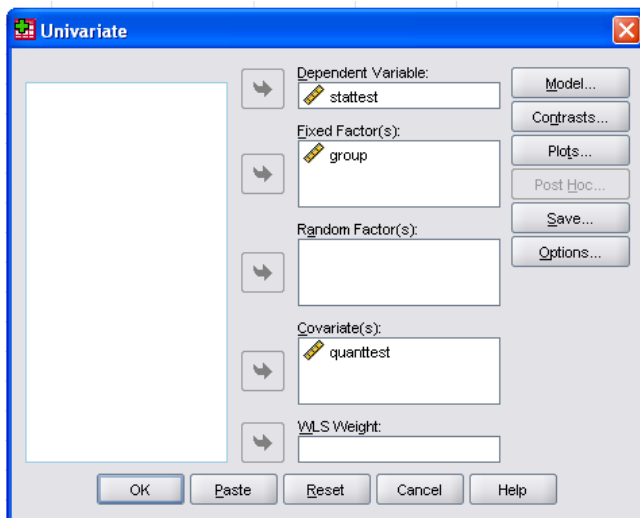 Univariate
Dependent Variable:
stattest
Fixed Factor(s):
group
Random Factor(s):
Covariate(s):
quanttest
WLS Weight:
Model...
Contrasts...
Plots...
Post Hoc...
Save...
Options...
OK
Paste
Reset
Cancel
Help